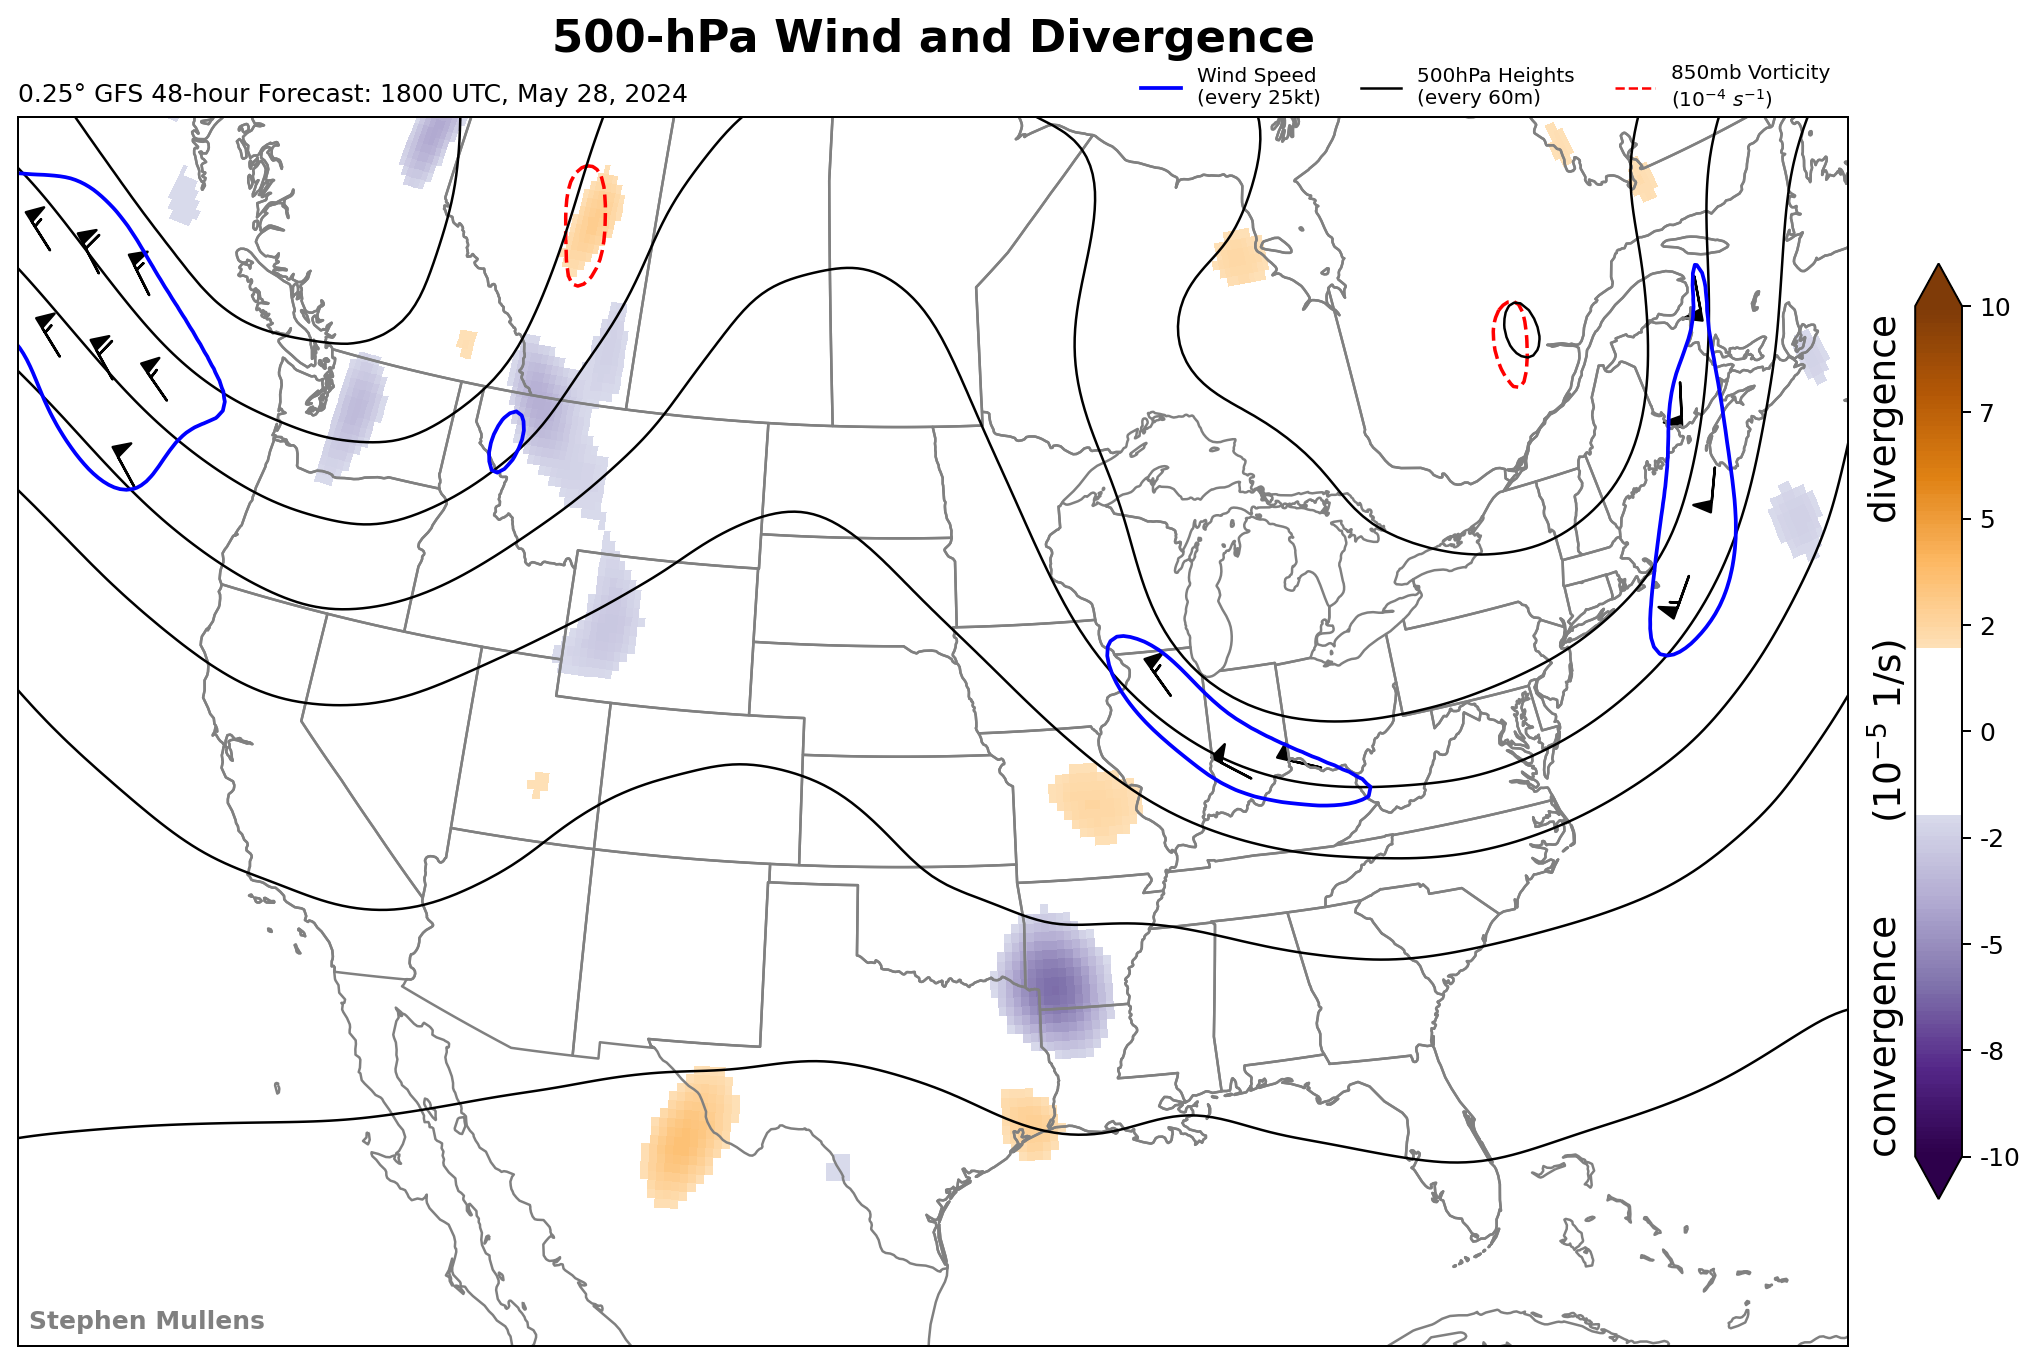 500-hPa Wind and Divergence
0.25° GFS 48-hour Forecast: 1800 UTC, May 28, 2024
Wind Speed
(every 25kt)
500hPa Heights
(every 60m)
850mb Vorticity
(10⁻⁴ s⁻¹)
10
7
5
2
0
-2
-5
-8
-10
convergence (10⁻⁵ 1/s) divergence
Stephen Mullens